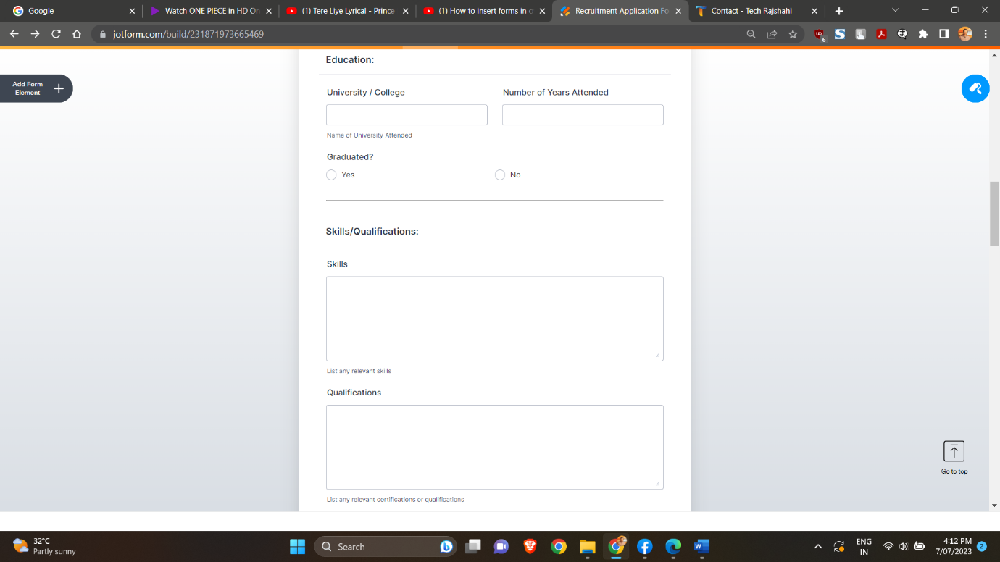 Google
Watch ONE PIECE in HD On
(1) Tere Liye Lyrical - Prince
(1) How to insert forms in o
Recruitment Application Fo
Contact - Tech Rajshahi
jotform.com/build/231871973665469
6
Education:
Add Form
Element
University / College
Number of Years Attended
Name of University Attended
Graduated?
Yes
No
Skills/Qualifications:
Skills
List any relevant skills
Qualifications
Go to top
List any relevant certifications or qualifications
32°C
Partly sunny
Search
ENG
IN
4:12 PM
7/07/2023
2